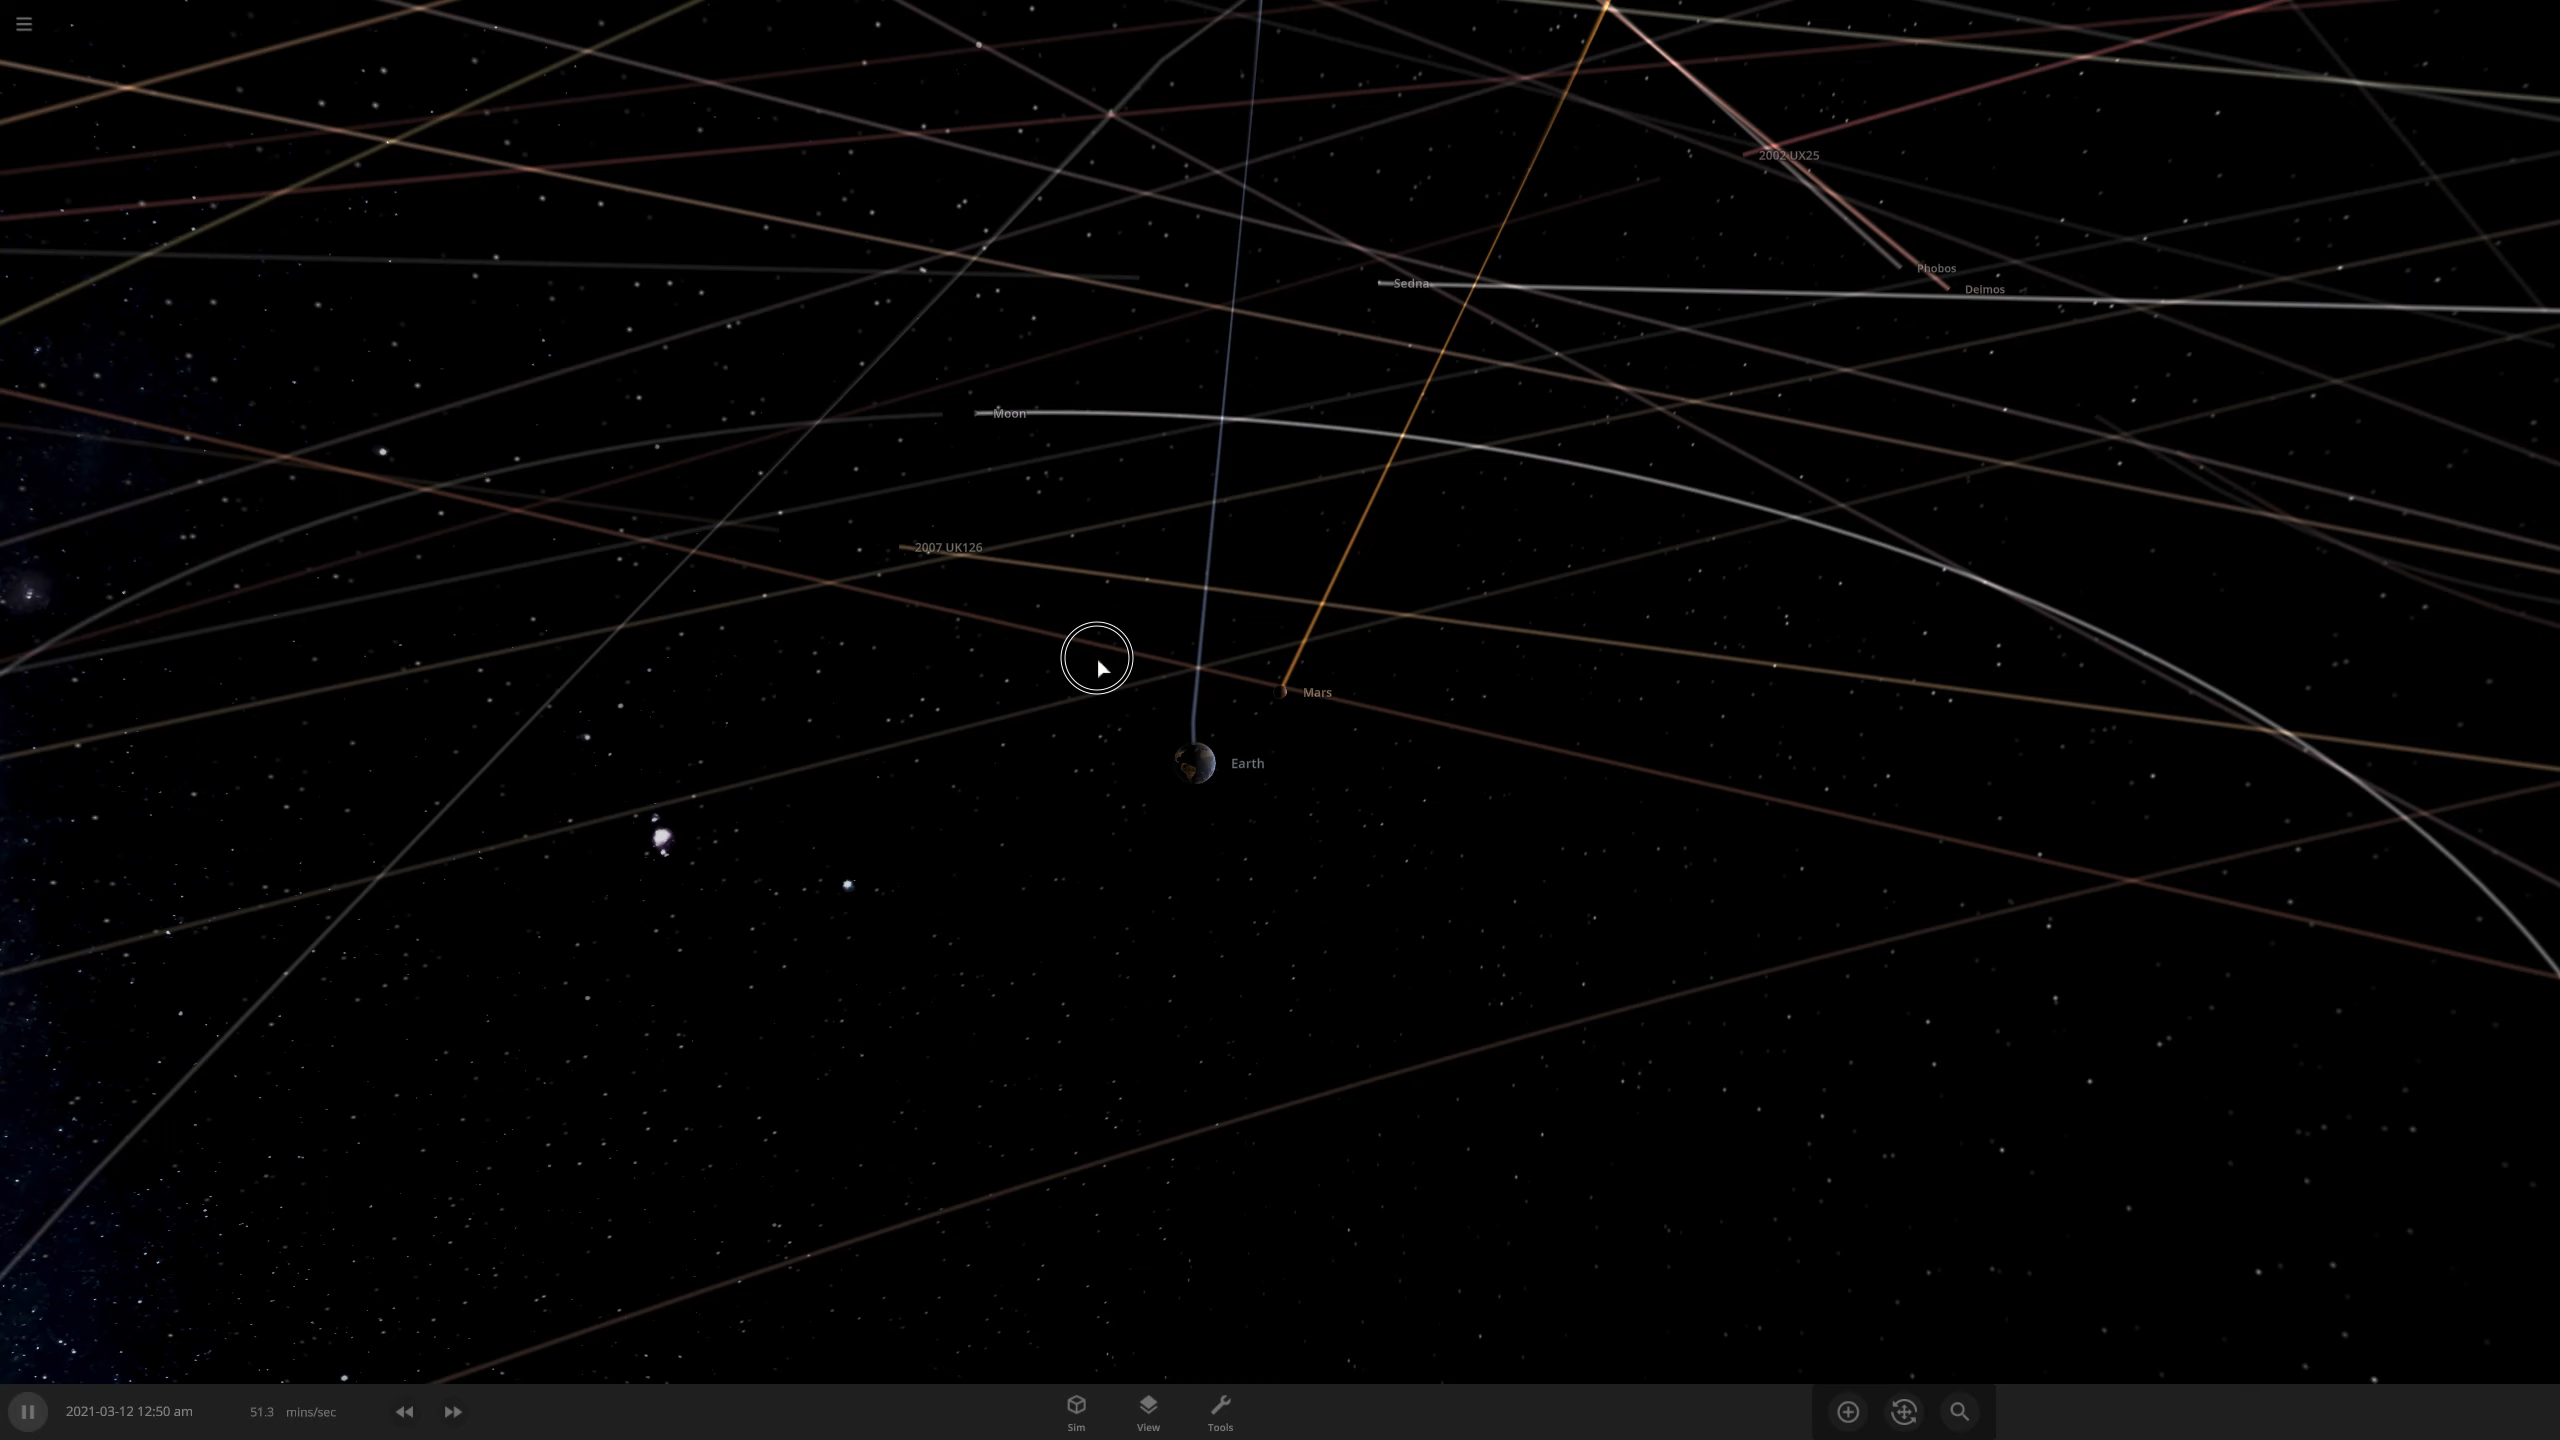 2002 UX25
Phobos
Sedna
Deimos
Moon
2007 UK126
Mars
Earth
2021-03-12 12:50 am 51.3 mins/sec
Sim View Tools